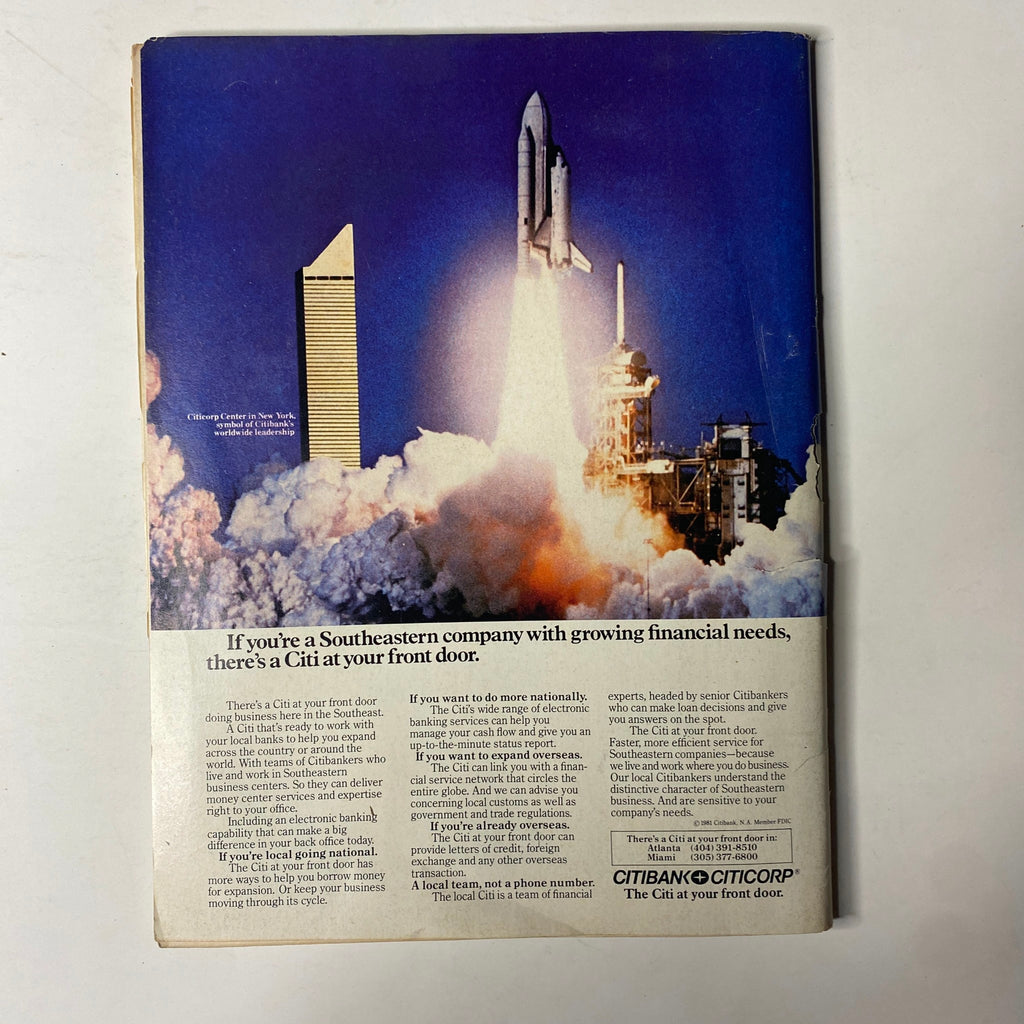 Citicorp Center in New York,
symbol of Citibank's
worldwide leadership
If you're a Southeastern company with growing financial needs,
there's a Citi at your front door.
There's a Citi at your front door
doing business here in the Southeast.
A Citi that's ready to work with
your local banks to help you expand
across the country or around the
world. With teams of Citibankers who
live and work in Southeastern
business centers. So they can deliver
money center services and expertise
right to your office.
Including an electronic banking
capability that can make a big
difference in your back office today.
If you're local going national.
The Citi at your front door has
more ways to help you borrow money
for expansion. Or keep your business
moving through its cycle.
If you want to do more nationally.
The Citi's wide range of electronic
banking services can help you
manage your cash flow and give you an
up-to-the-minute status report.
If you want to expand overseas.
The Citi can link you with a finan-
cial service network that circles the
entire globe. And we can advise you
concerning local customs as well as
government and trade regulations.
If you're already overseas.
The Citi at your front door can
provide letters of credit, foreign
exchange and any other overseas
transaction.
A local team, not a phone number.
The local Citi is a team of financial
experts, headed by senior Citibankers
who can make loan decisions and give
you answers on the spot.
The Citi at your front door.
Faster, more efficient service for
Southeastern companies—because
we live and work where you do business.
Our local Citibankers understand the
distinctive character of Southeastern
business. And are sensitive to your
company's needs.
© 1981 Citibank, N.A. Member FDIC
There's a Citi at your front door in:
Atlanta (404) 391-8510
Miami (305) 377-6800
CITIBANK CITICORP®
The Citi at your front door.